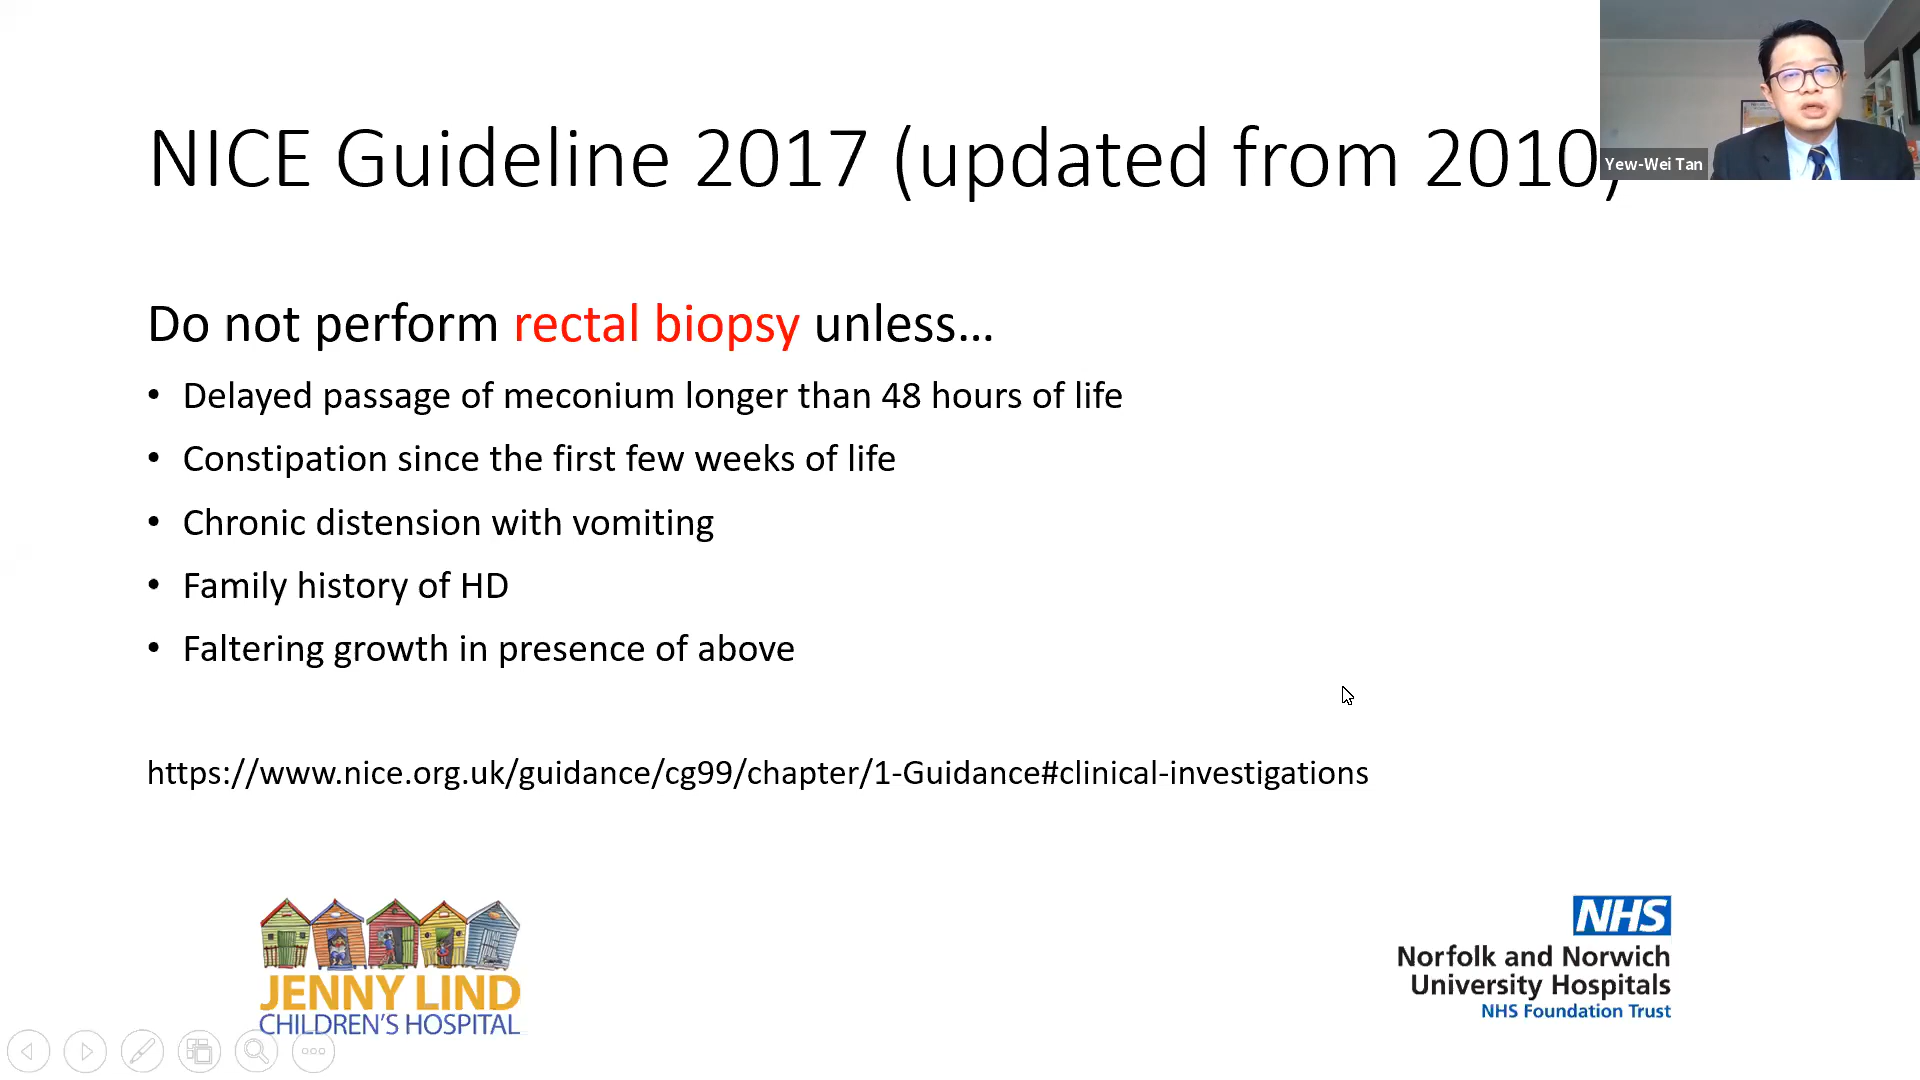 NICE Guideline 2017 (updated from 2010)
Yew-Wei Tan
Do not perform rectal biopsy unless...
• Delayed passage of meconium longer than 48 hours of life
• Constipation since the first few weeks of life
• Chronic distension with vomiting
• Family history of HD
• Faltering growth in presence of above
https://www.nice.org.uk/guidance/cg99/chapter/1-Guidance#clinical-investigations
JENNY LIND
CHILDREN'S HOSPITAL
NHS
Norfolk and Norwich
University Hospitals
NHS Foundation Trust